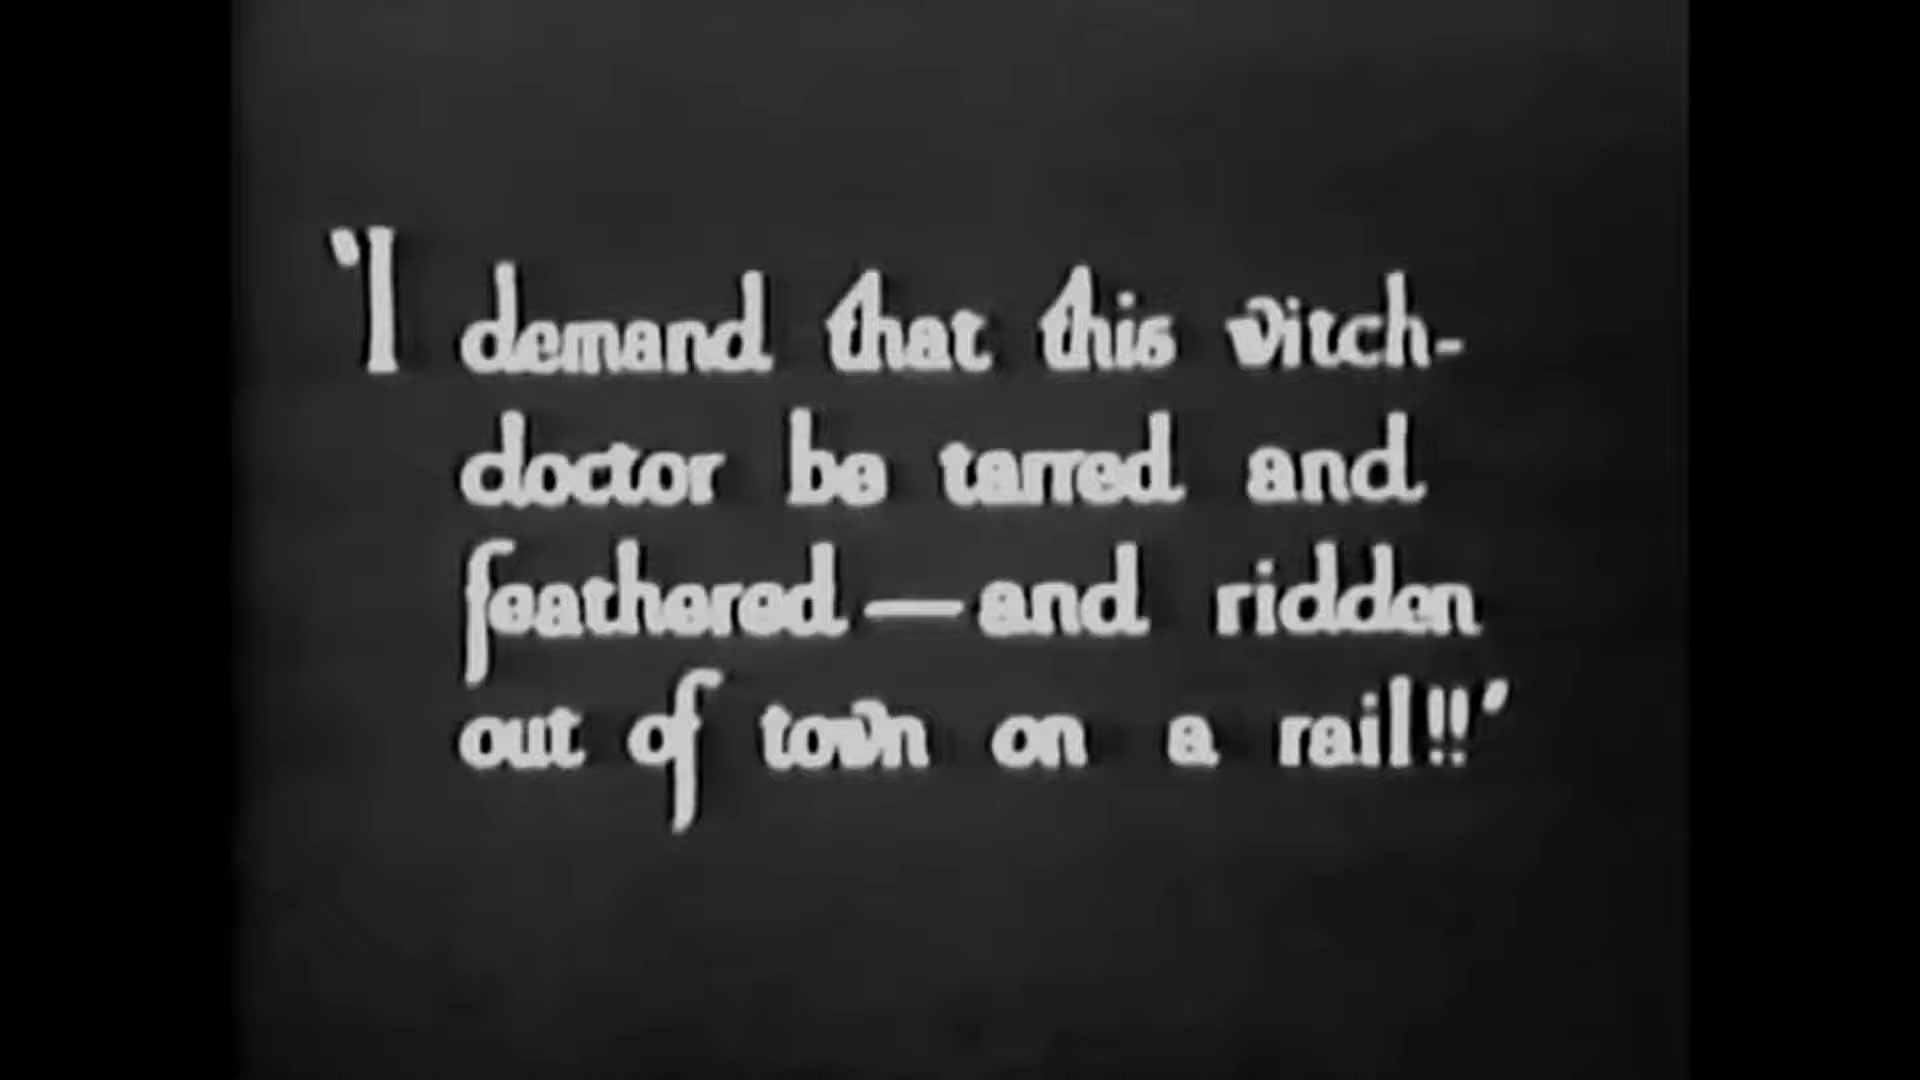 'I demand that this witch-
doctor be tarred and
feathered — and ridden
out of town on a rail!!'